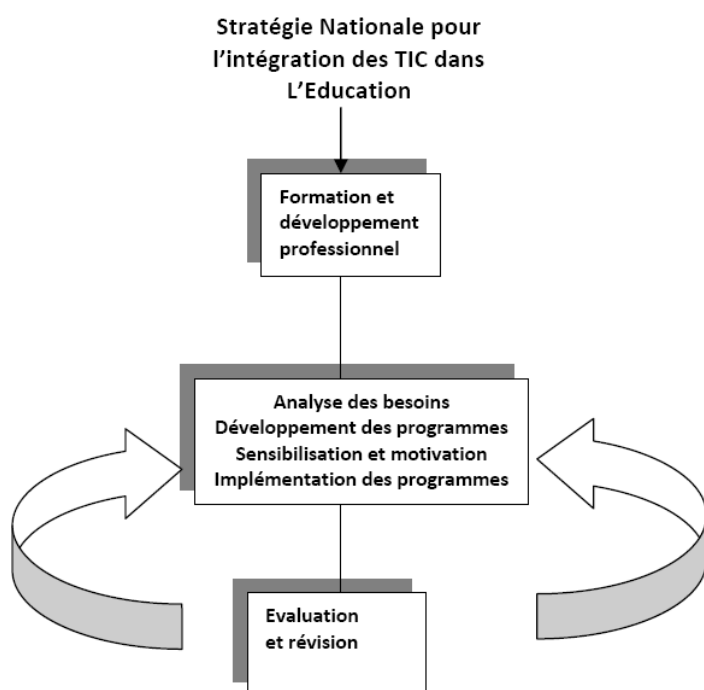 Stratégie Nationale pour
l’intégration des TIC dans
L’Education
Formation et
développement
professionnel
Analyse des besoins
Développement des programmes
Sensibilisation et motivation
Implémentation des programmes
Evaluation
et révision